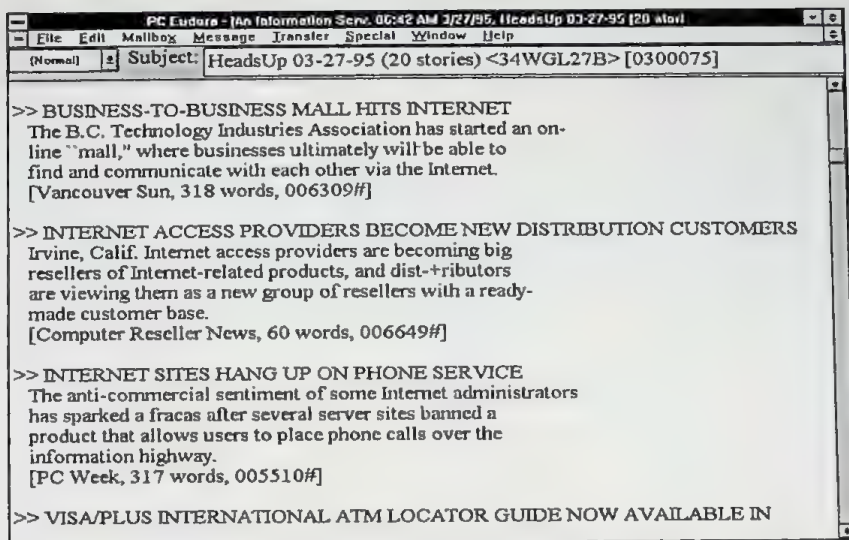 PC Eudora - [An Information Serv, 06:42 AM 3/27/95, HeadsUp 03-27-95 (20 stori]
File Edit Mailbox Message Transfer Special Window Help
(Normal) Subject: HeadsUp 03-27-95 (20 stories) <34WGL27B> [0300075]
>> BUSINESS-TO-BUSINESS MALL HITS INTERNET
The B.C. Technology Industries Association has started an on-
line ``mall,'' where businesses ultimately will be able to
find and communicate with each other via the Internet.
[Vancouver Sun, 318 words, 006309#]
>> INTERNET ACCESS PROVIDERS BECOME NEW DISTRIBUTION CUSTOMERS
Irvine, Calif. Internet access providers are becoming big
resellers of Internet-related products, and dist-+ributors
are viewing them as a new group of resellers with a ready-
made customer base.
[Computer Reseller News, 60 words, 006649#]
>> INTERNET SITES HANG UP ON PHONE SERVICE
The anti-commercial sentiment of some Internet administrators
has sparked a fracas after several server sites banned a
product that allows users to place phone calls over the
information highway.
[PC Week, 317 words, 005510#]
>> VISA/PLUS INTERNATIONAL ATM LOCATOR GUIDE NOW AVAILABLE IN